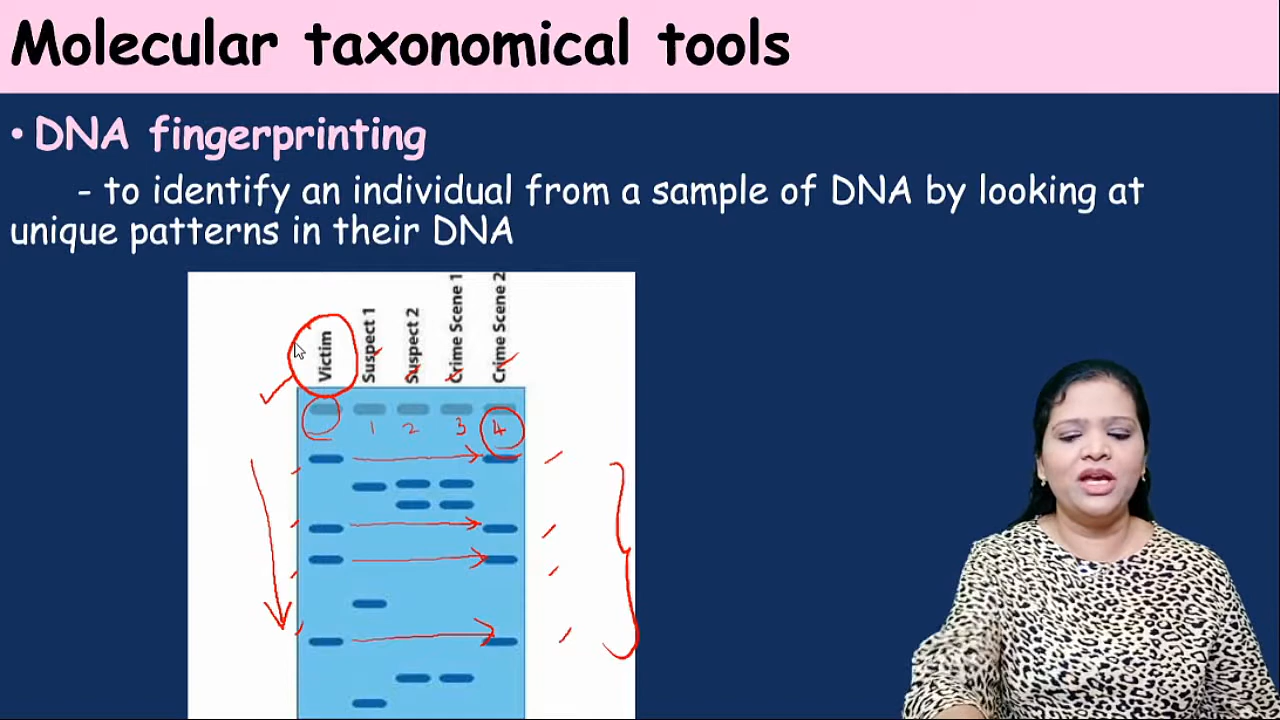 Molecular taxonomical tools
• DNA fingerprinting
- to identify an individual from a sample of DNA by looking at
unique patterns in their DNA
Victim
Suspect 1
Suspect 2
Crime Scene 1
Crime Scene 2
1 2 3 4